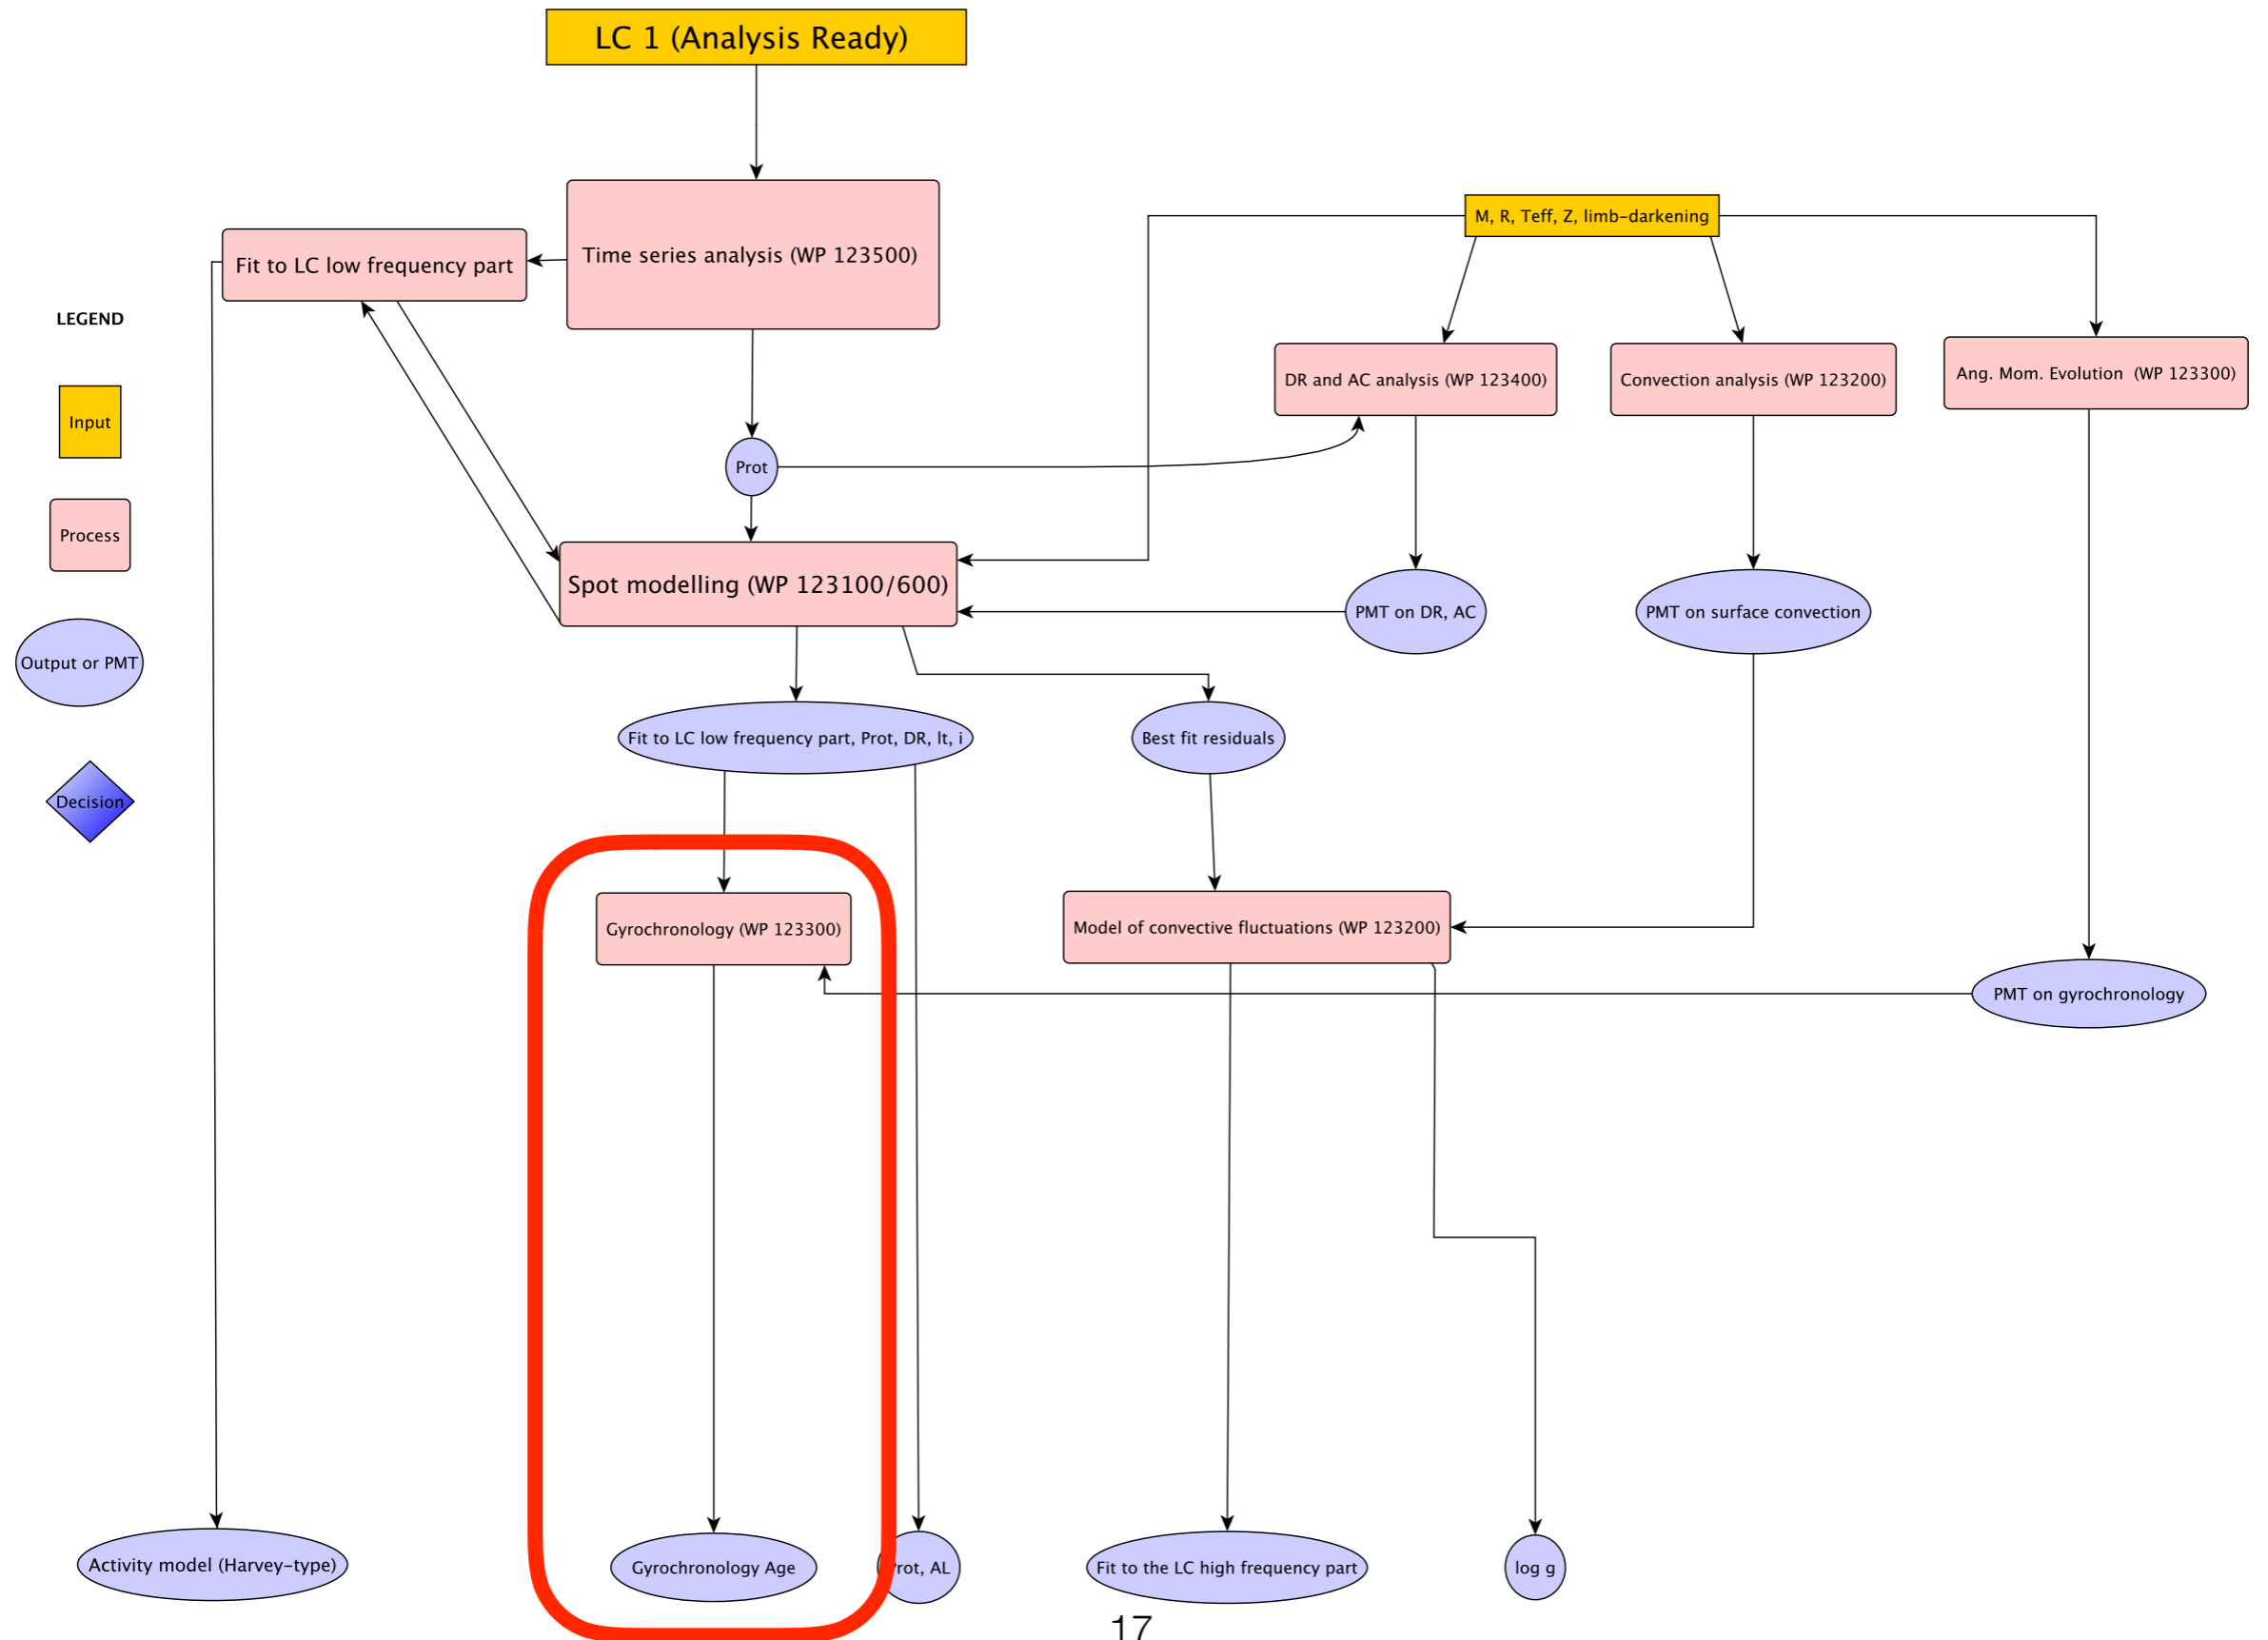 LC 1 (Analysis Ready)
M, R, Teff, Z, limb-darkening
Time series analysis (WP 123500)
Fit to LC low frequency part
LEGEND
DR and AC analysis (WP 123400)
Convection analysis (WP 123200)
Ang. Mom. Evolution (WP 123300)
Input
Prot
Process
Spot modelling (WP 123100/600)
PMT on DR, AC
PMT on surface convection
Output or PMT
Fit to LC low frequency part, Prot, DR, lt, i
Best fit residuals
Decision
Gyrochronology (WP 123300)
Model of convective fluctuations (WP 123200)
PMT on gyrochronology
Activity model (Harvey-type)
Gyrochronology Age
Prot, AL
Fit to the LC high frequency part
log g
17